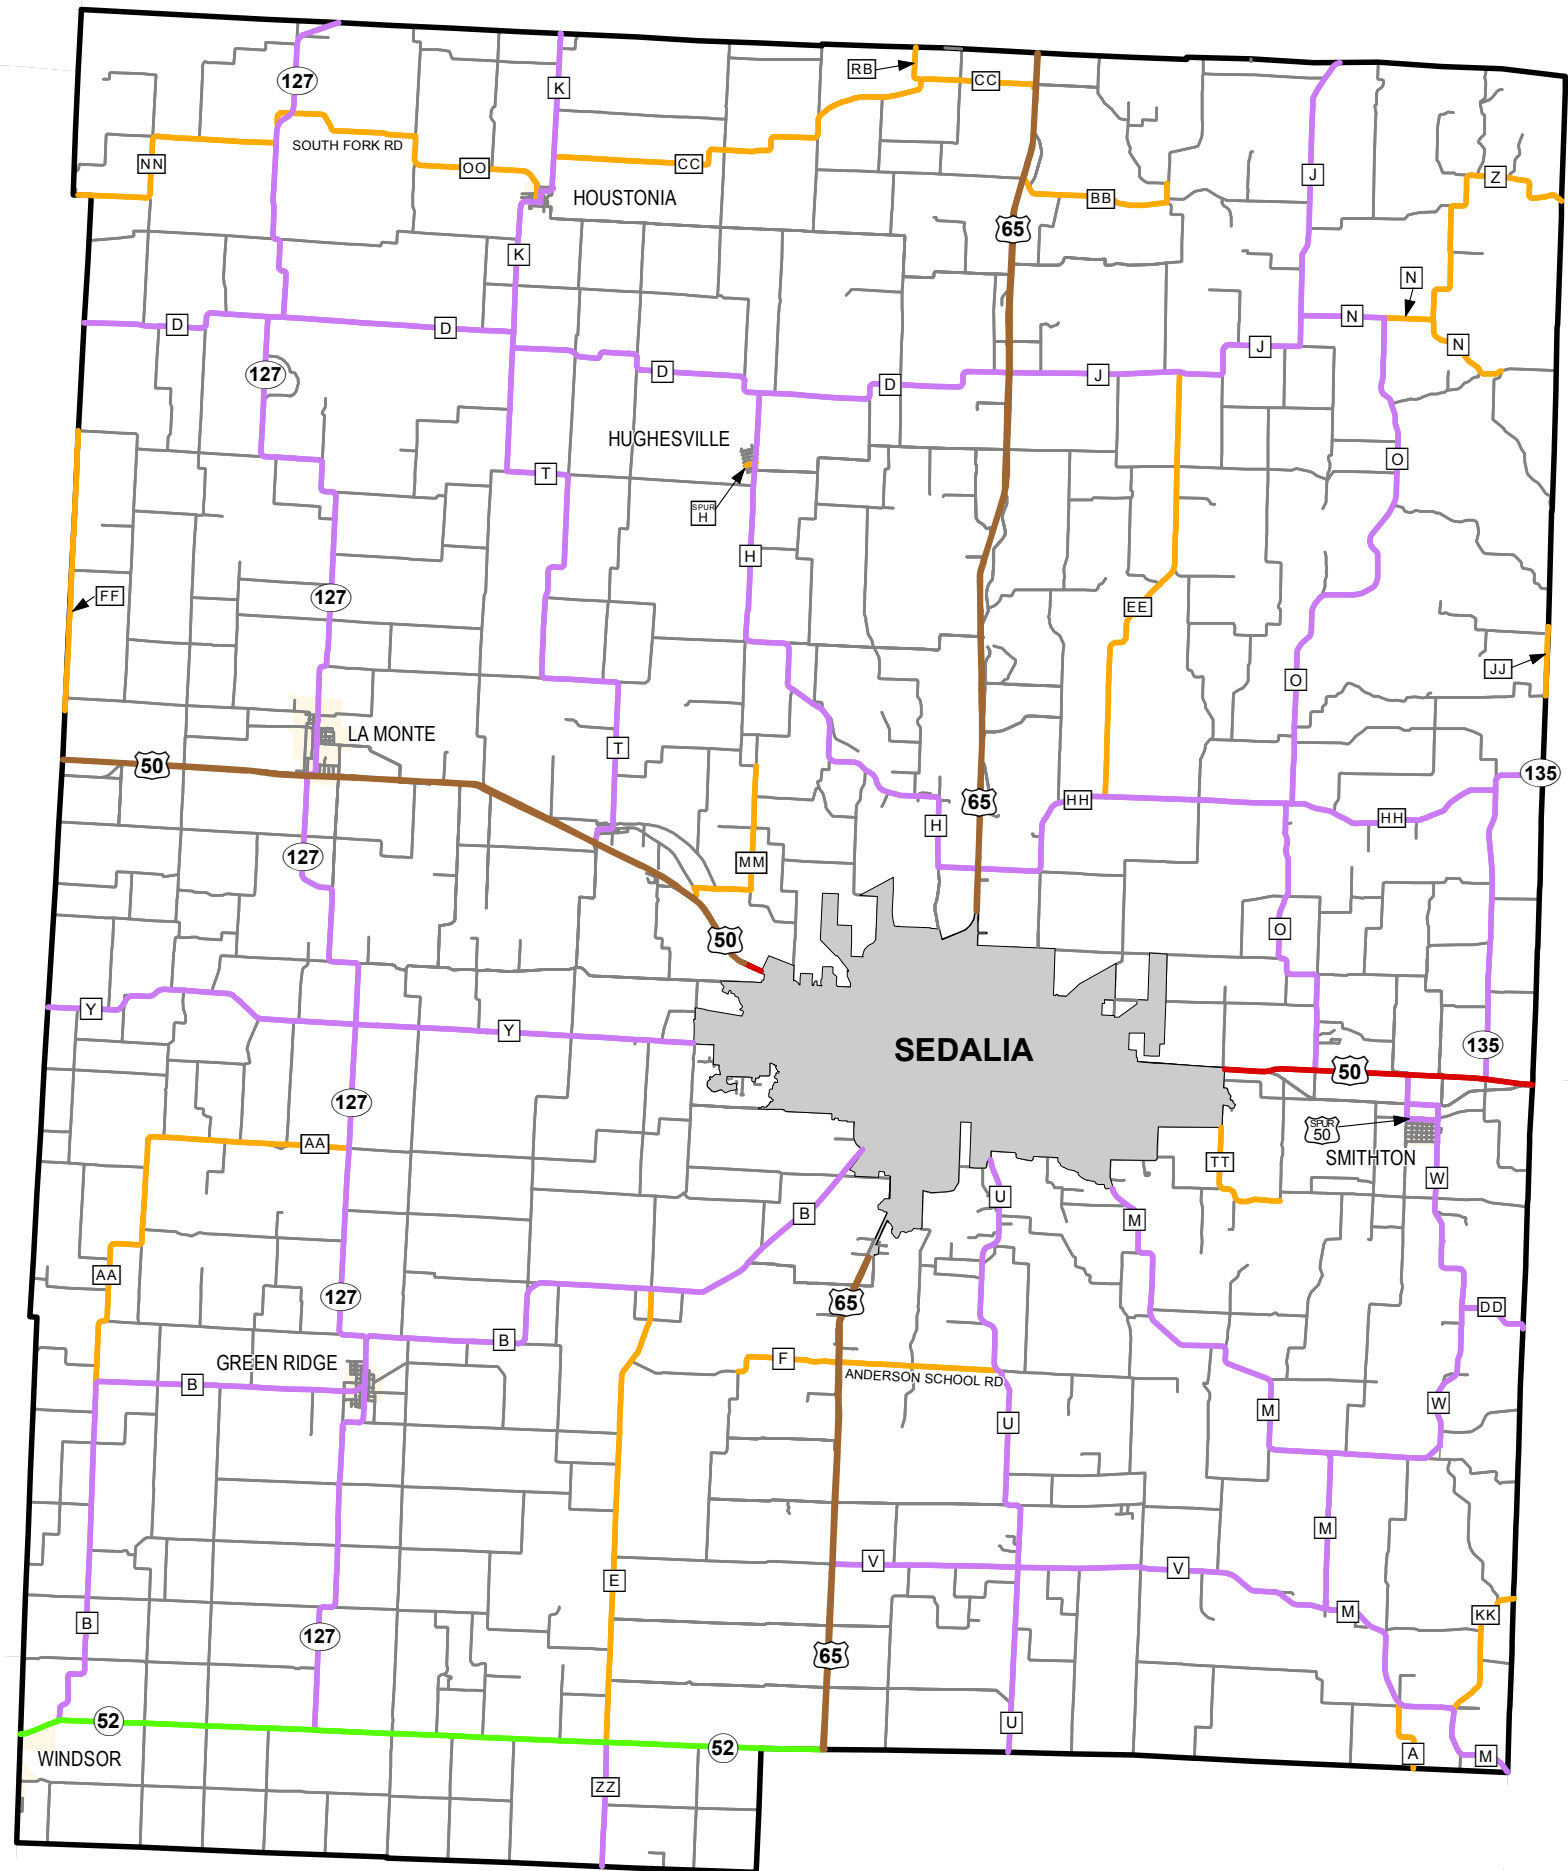 RB
CC
127
K
SOUTH FORK RD
NN
OO
CC
J
Z
BB
HOUSTONIA
65
K
N
D
D
N
J
N
127
D
D
J
HUGHESVILLE
T
O
SPUR
H
H
FF
127
EE
JJ
O
LA MONTE
T
50
135
65
HH
HH
H
127
MM
50
O
Y
Y
SEDALIA
135
50
127
SPUR
50
AA
SMITHTON
TT
W
U
B
M
AA
127
65
DD
B
GREEN RIDGE
F
ANDERSON SCHOOL RD
B
W
M
U
M
V
V
E
M
KK
B
127
65
52
U
52
A
M
WINDSOR
ZZ